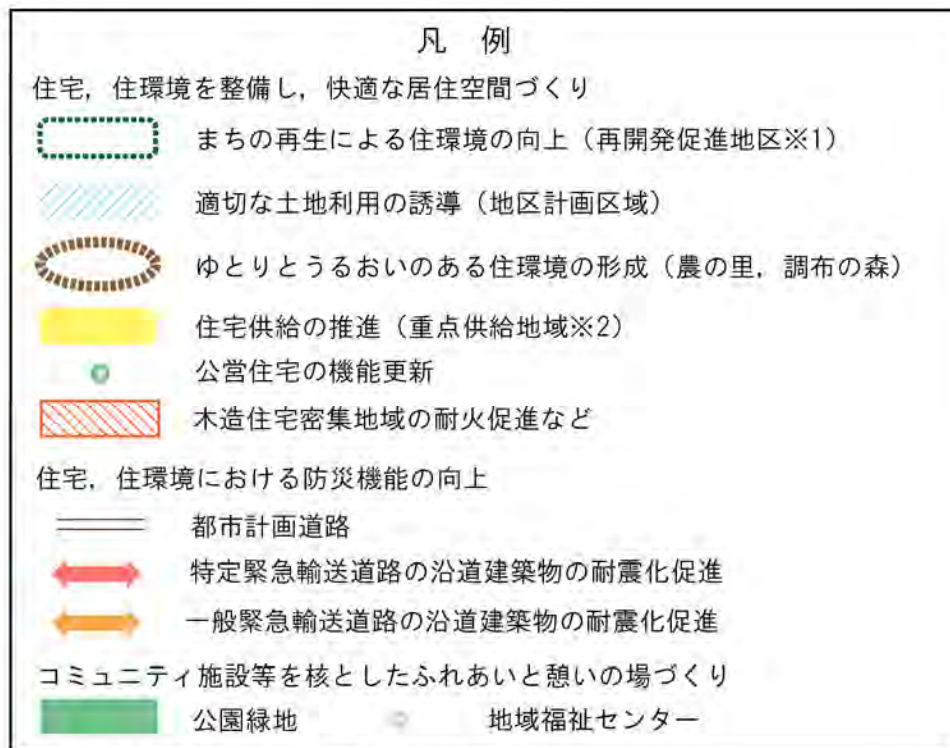 凡 例
住宅，住環境を整備し，快適な居住空間づくり
まちの再生による住環境の向上（再開発促進地区※1）
適切な土地利用の誘導（地区計画区域）
ゆとりとうるおいのある住環境の形成（農の里，調布の森）
住宅供給の推進（重点供給地域※2）
公営住宅の機能更新
木造住宅密集地域の耐火促進など
住宅，住環境における防災機能の向上
都市計画道路
特定緊急輸送道路の沿道建築物の耐震化促進
一般緊急輸送道路の沿道建築物の耐震化促進
コミュニティ施設等を核としたふれあいと憩いの場づくり
公園緑地 地域福祉センター